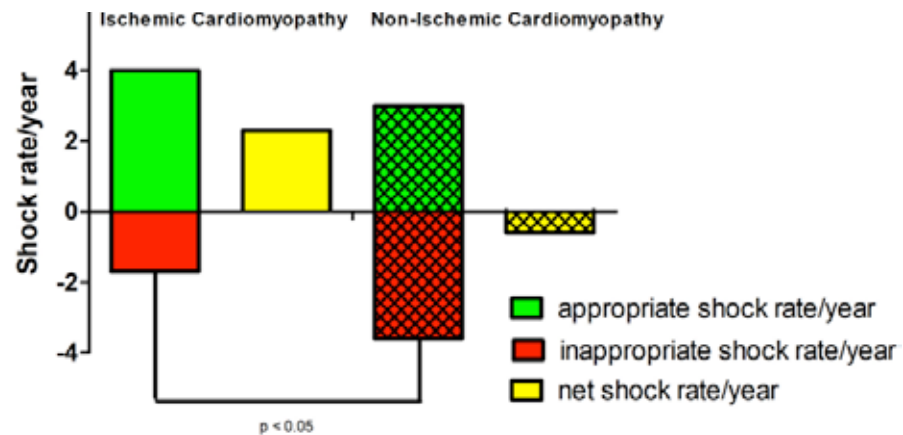 Ischemic Cardiomyopathy Non-Ischemic Cardiomyopathy
Shock rate/year
4
2
0
-2
-4
appropriate shock rate/year
inappropriate shock rate/year
net shock rate/year
p < 0.05